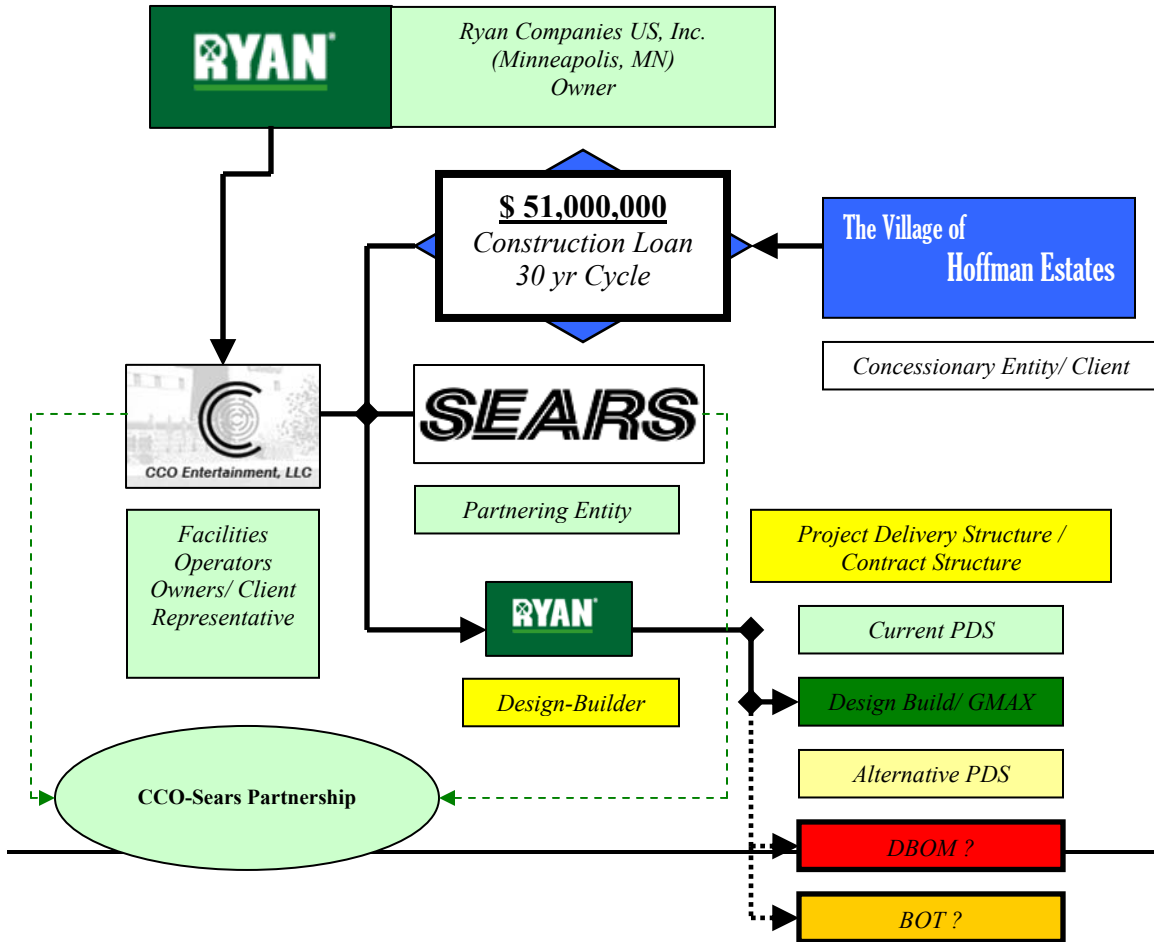 RYAN
Ryan Companies US, Inc.
(Minneapolis, MN)
Owner
$ 51,000,000
Construction Loan
30 yr Cycle
The Village of
Hoffman Estates
Concessionary Entity/ Client
CCO Entertainment, LLC
SEARS
Facilities
Operators
Owners/ Client
Representative
Partnering Entity
Project Delivery Structure /
Contract Structure
RYAN
Current PDS
Design-Builder
Design Build/ GMAX
Alternative PDS
CCO-Sears Partnership
DBOM ?
BOT ?